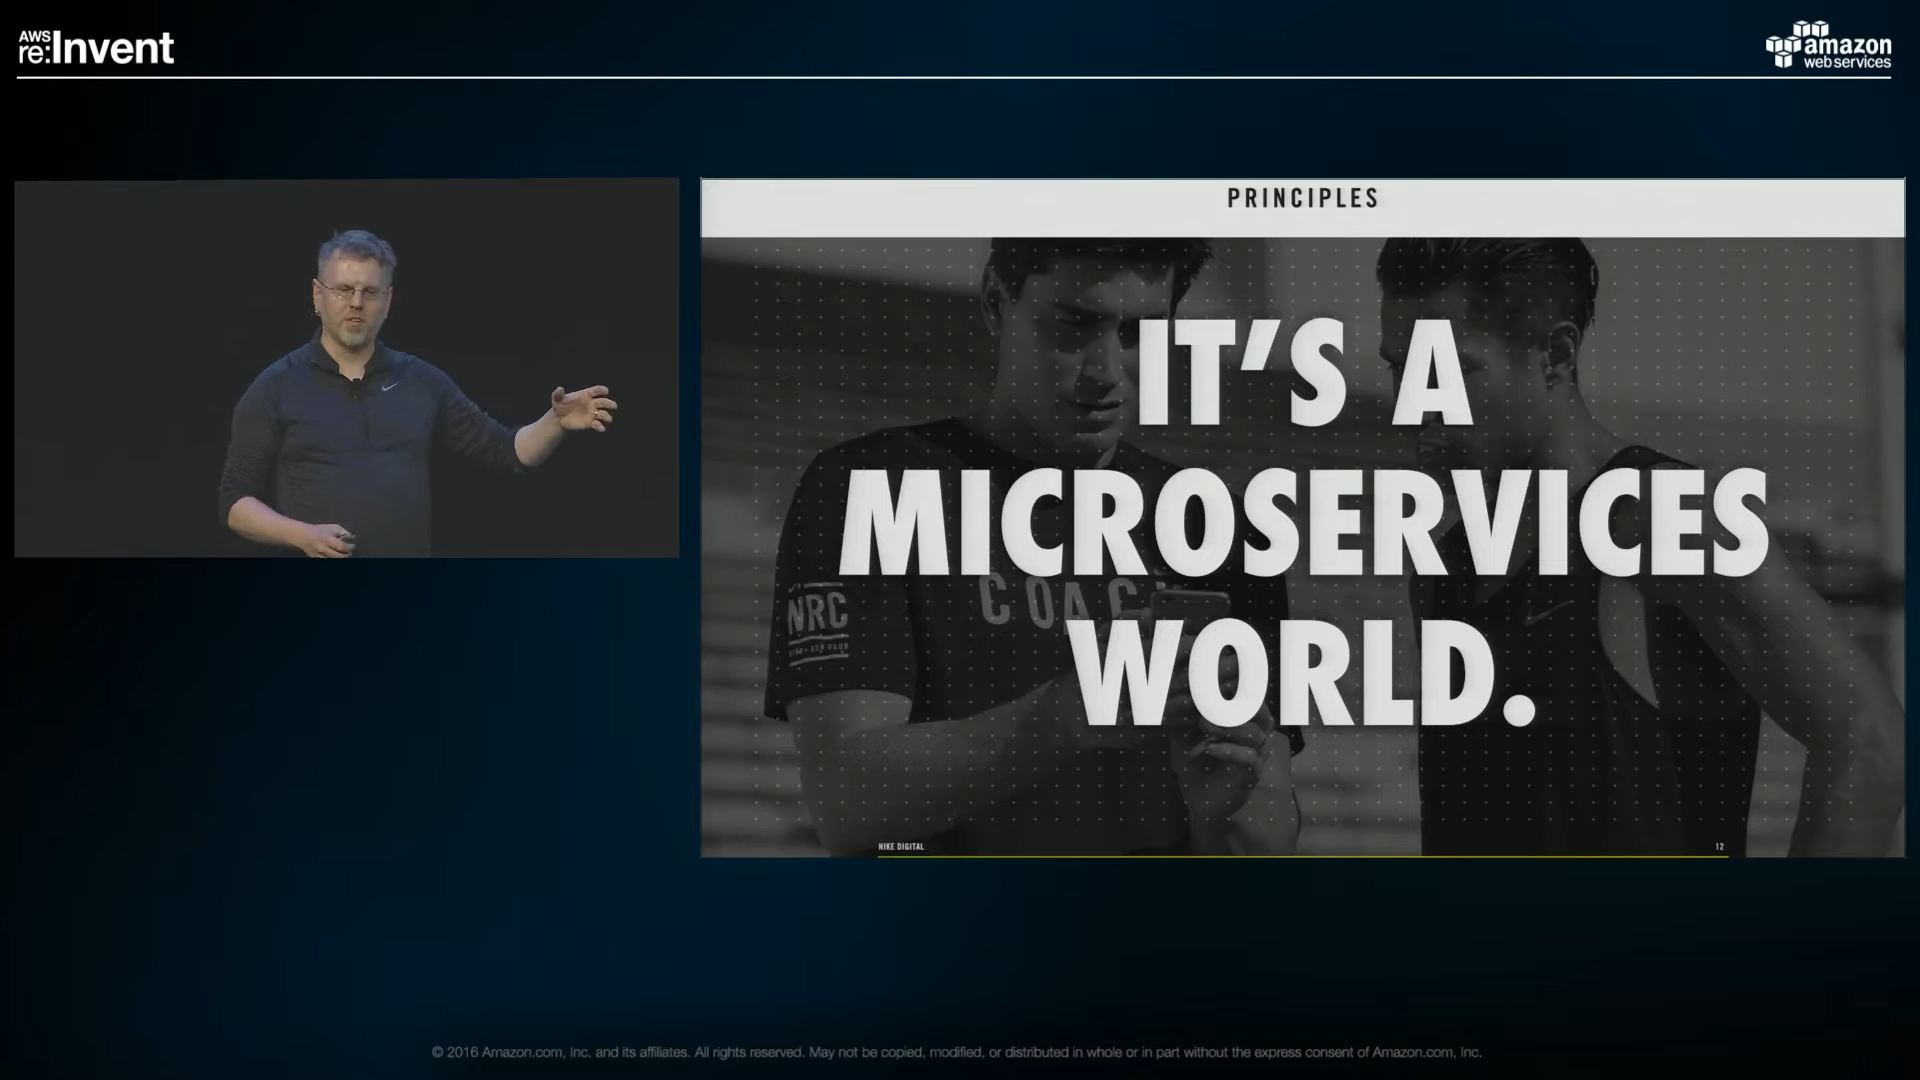 AWS
re:Invent
amazon
web services
PRINCIPLES
IT'S A
MICROSERVICES
WORLD.
COACH
NRC
NIKE DIGITAL
12
© 2016 Amazon.com, Inc. and its affiliates. All rights reserved. May not be copied, modified, or distributed in whole or in part without the express consent of Amazon.com, Inc.